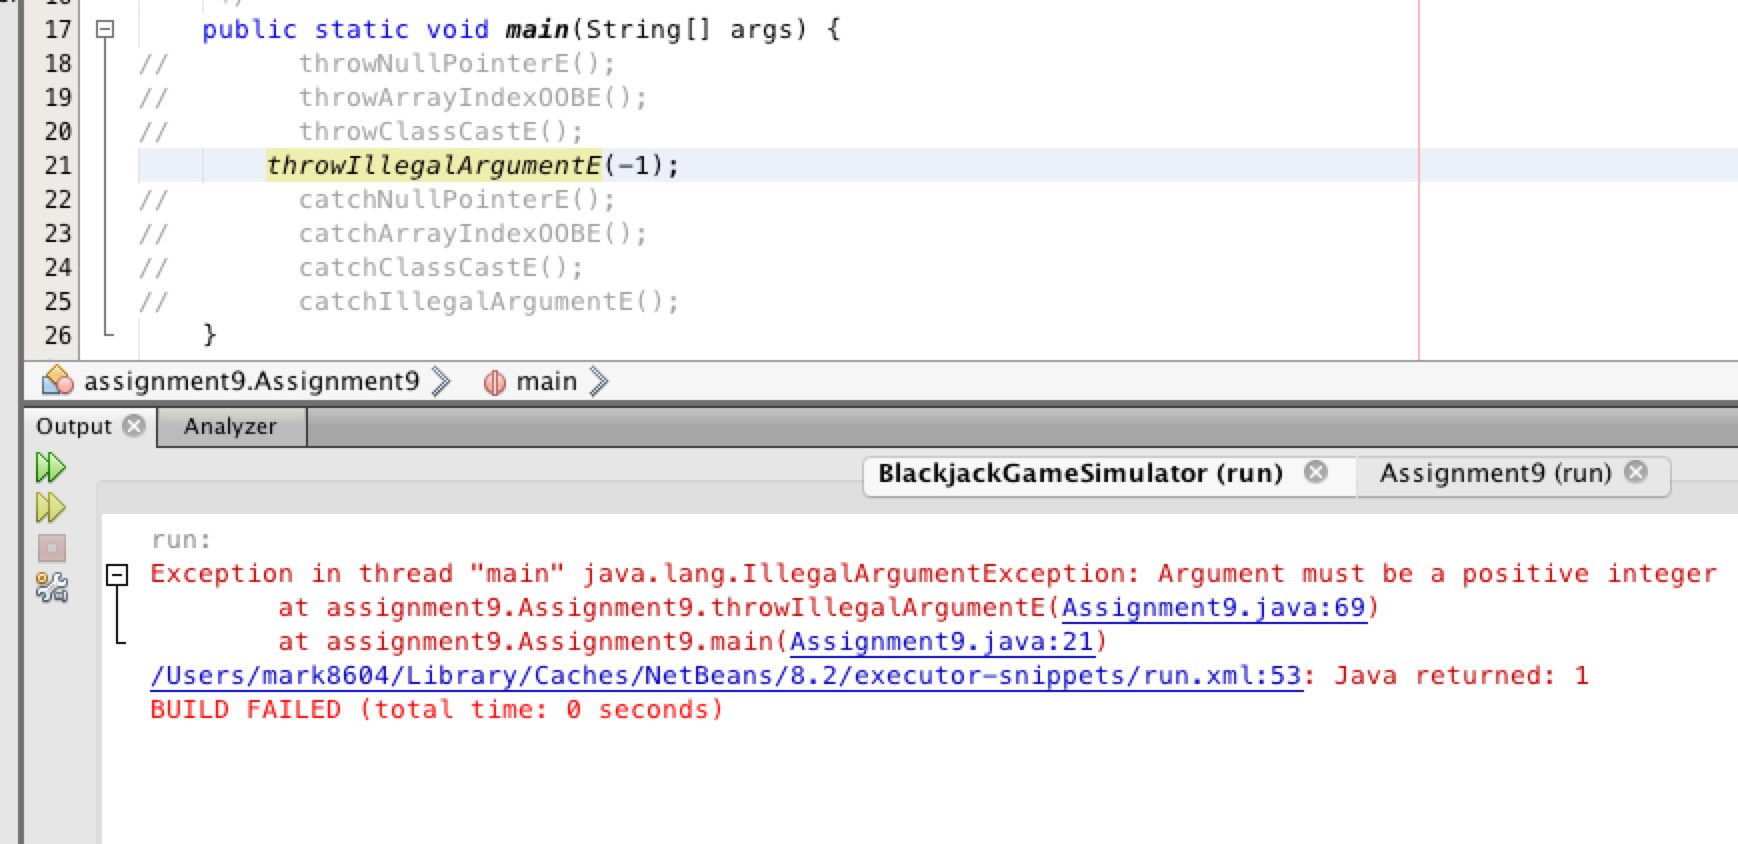 17 public static void main(String[] args) {
18 // throwNullPointerE();
19 // throwArrayIndexOOBE();
20 // throwClassCastE();
21 throwIllegalArgumentE(-1);
22 // catchNullPointerE();
23 // catchArrayIndexOOBE();
24 // catchClassCastE();
25 // catchIllegalArgumentE();
26 }
assignment9.Assignment9 main
Output Analyzer
BlackjackGameSimulator (run) Assignment9 (run)
run:
Exception in thread "main" java.lang.IllegalArgumentException: Argument must be a positive integer
at assignment9.Assignment9.throwIllegalArgumentE(Assignment9.java:69)
at assignment9.Assignment9.main(Assignment9.java:21)
/Users/mark8604/Library/Caches/NetBeans/8.2/executor-snippets/run.xml:53: Java returned: 1
BUILD FAILED (total time: 0 seconds)